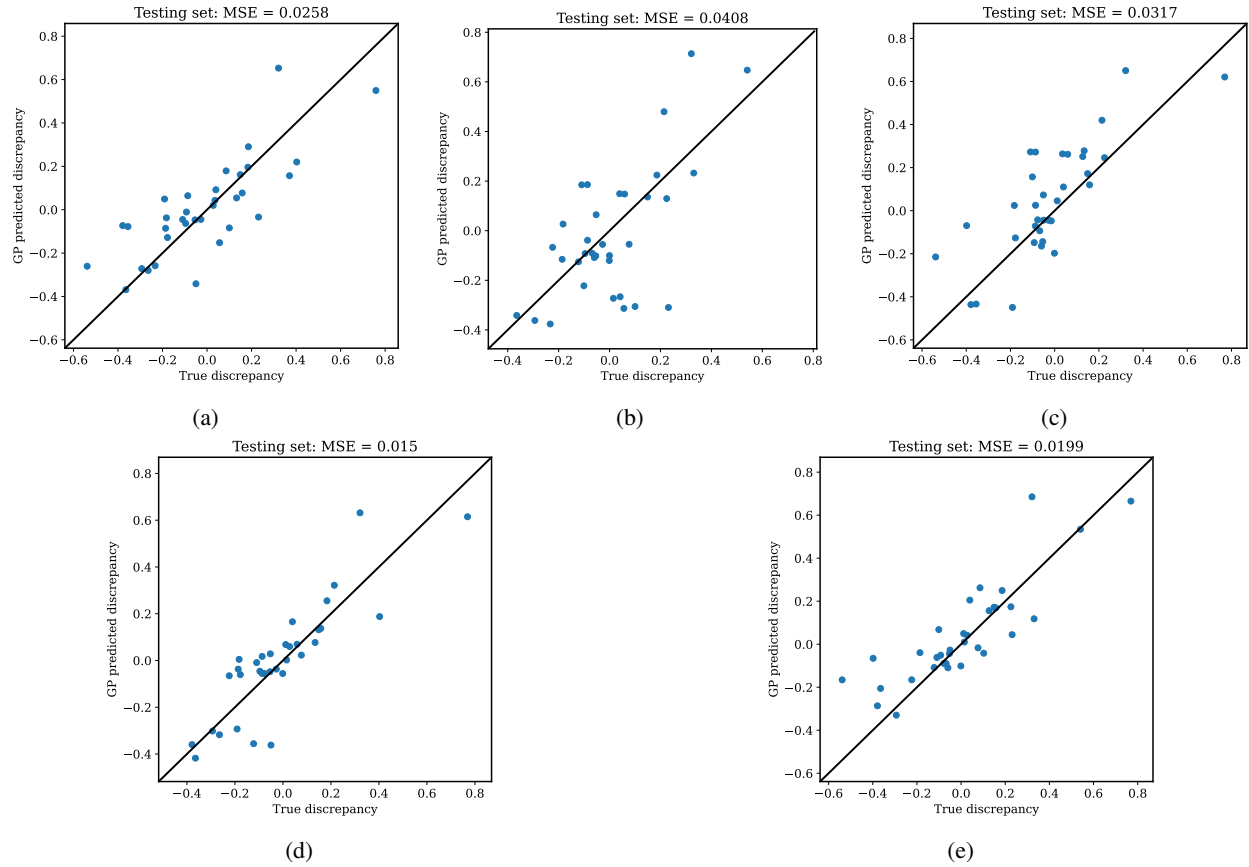 Testing set: MSE = 0.0258
0.8
0.6
0.4
0.2
0.0
−0.2
−0.4
−0.6
GP predicted discrepancy
−0.6 −0.4 −0.2 0.0 0.2 0.4 0.6 0.8
True discrepancy
(a)
Testing set: MSE = 0.0408
0.8
0.6
0.4
0.2
0.0
−0.2
−0.4
GP predicted discrepancy
−0.4 −0.2 0.0 0.2 0.4 0.6 0.8
True discrepancy
(b)
Testing set: MSE = 0.0317
0.8
0.6
0.4
0.2
0.0
−0.2
−0.4
−0.6
GP predicted discrepancy
−0.6 −0.4 −0.2 0.0 0.2 0.4 0.6 0.8
True discrepancy
(c)
Testing set: MSE = 0.015
0.8
0.6
0.4
0.2
0.0
−0.2
−0.4
GP predicted discrepancy
−0.4 −0.2 0.0 0.2 0.4 0.6 0.8
True discrepancy
(d)
Testing set: MSE = 0.0199
0.8
0.6
0.4
0.2
0.0
−0.2
−0.4
−0.6
GP predicted discrepancy
−0.6 −0.4 −0.2 0.0 0.2 0.4 0.6 0.8
True discrepancy
(e)